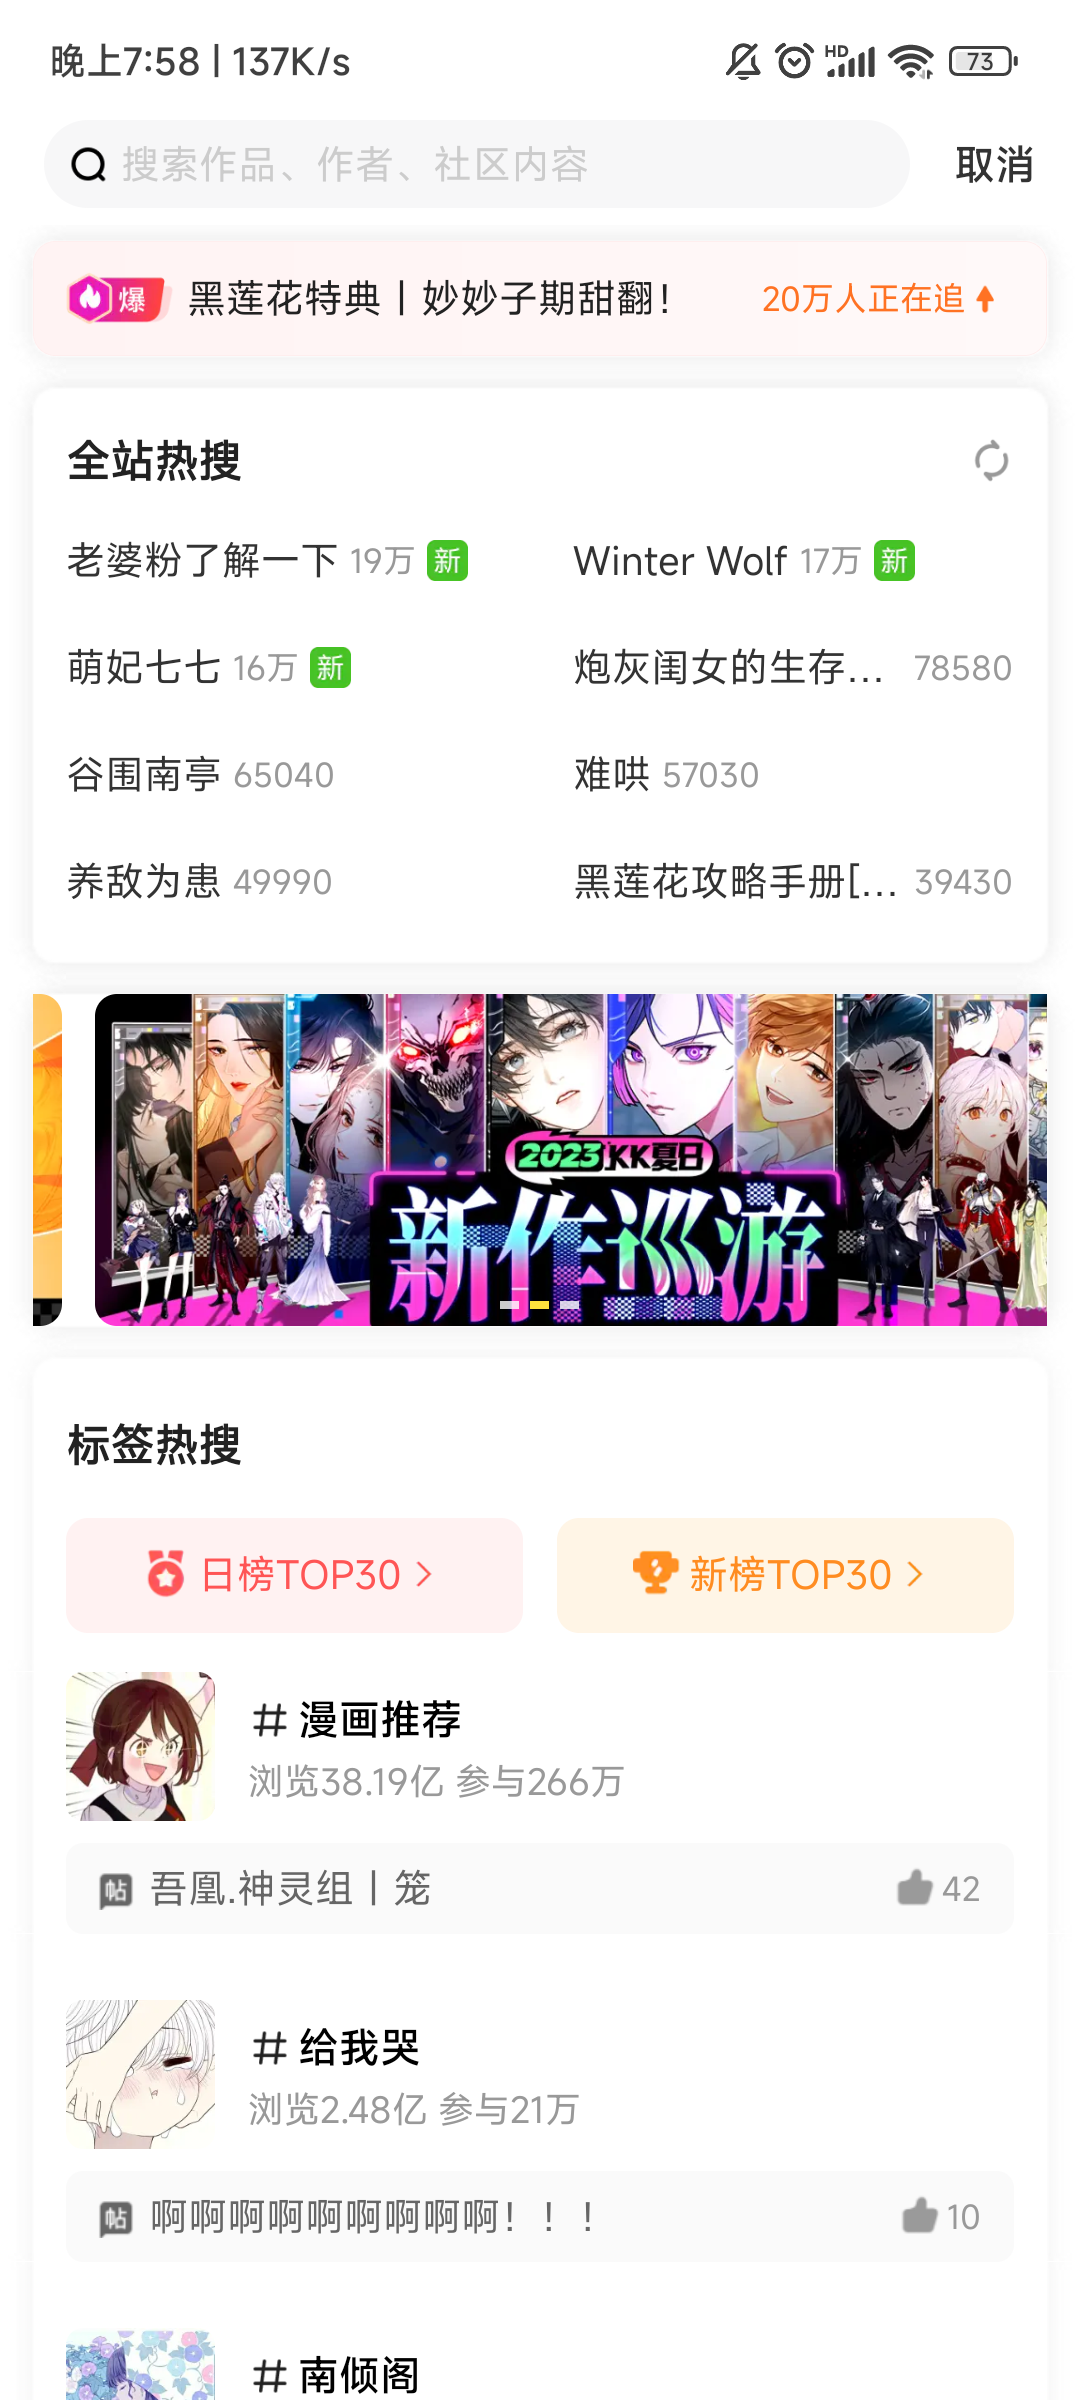 晚上7:58 | 137K/s
HD
73
搜索作品、作者、社区内容
取消
爆 黑莲花特典丨妙妙子期甜翻！ 20万人正在追
全站热搜
老婆粉了解一下 19万 新
Winter Wolf 17万 新
萌妃七七 16万 新
炮灰闺女的生存... 78580
谷围南亭 65040
难哄 57030
养敌为患 49990
黑莲花攻略手册[... 39430
2023 KK夏日
新作巡游
标签热搜
日榜TOP30
新榜TOP30
# 漫画推荐
浏览38.19亿 参与266万
帖 吾凰.神灵组丨笼 42
# 给我哭
浏览2.48亿 参与21万
帖 啊啊啊啊啊啊啊啊啊！！！ 10
# 南倾阁